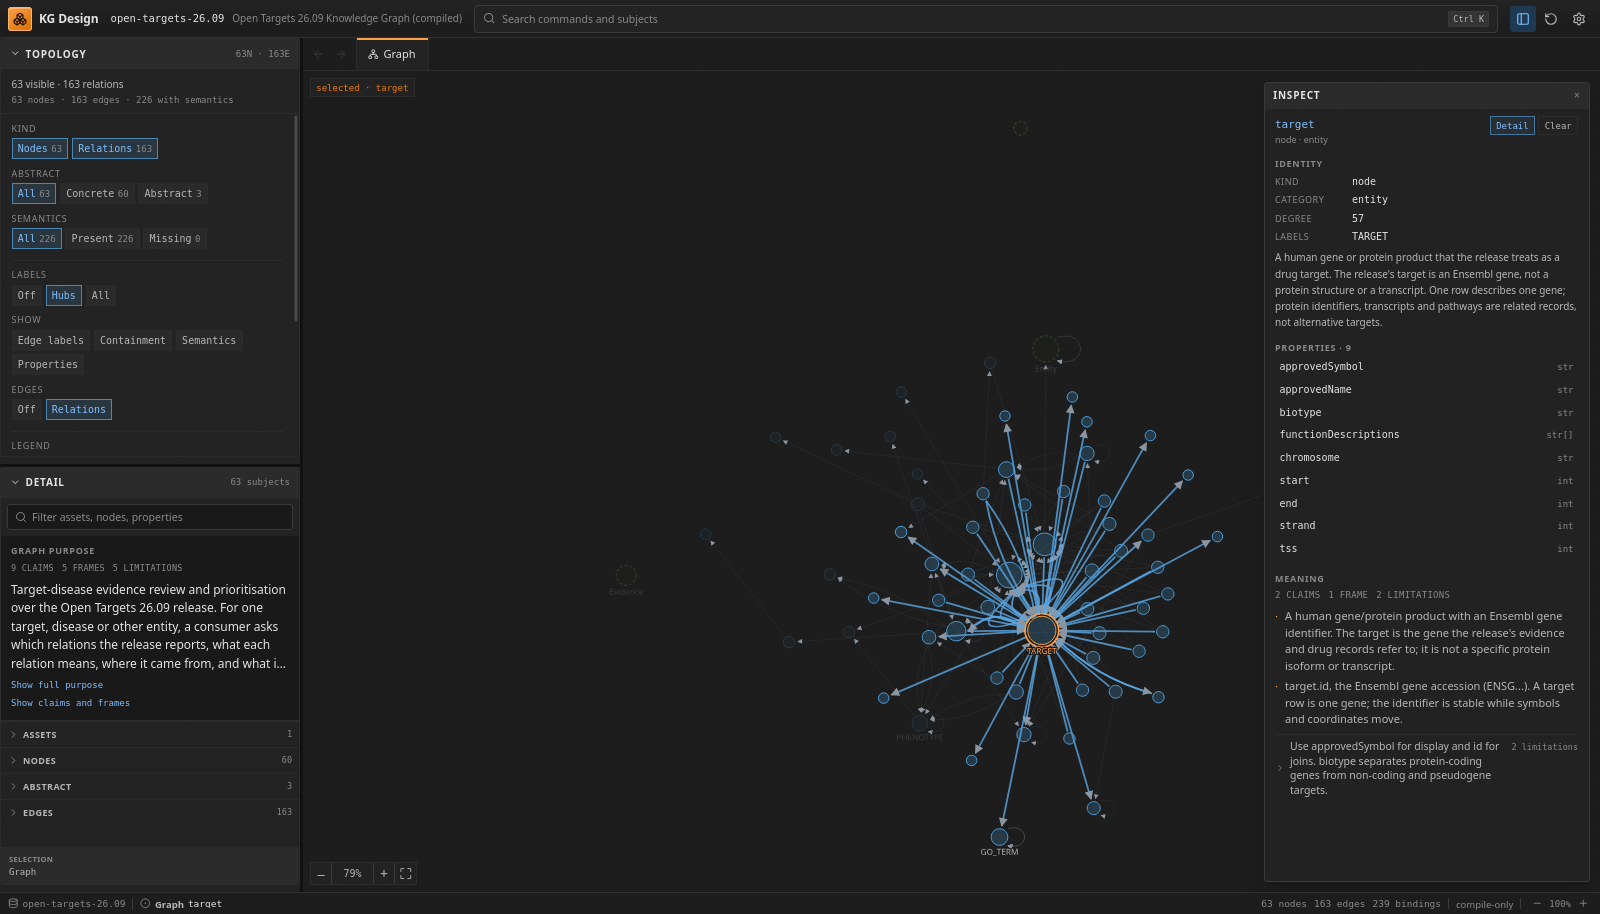 KG Design open-targets-26.09 Open Targets 26.09 Knowledge Graph (compiled) Search commands and subjects Ctrl K
TOPOLOGY 63N · 163E
63 visible · 163 relations
63 nodes · 163 edges · 226 with semantics
KIND
Nodes 63 Relations 163
ABSTRACT
All 63 Concrete 60 Abstract 3
SEMANTICS
All 226 Present 226 Missing 0
LABELS
Off Hubs All
SHOW
Edge labels Containment Semantics
Properties
EDGES
Off Relations
LEGEND
DETAIL 63 subjects
Filter assets, nodes, properties
GRAPH PURPOSE
9 CLAIMS 5 FRAMES 5 LIMITATIONS
Target-disease evidence review and prioritisation
over the Open Targets 26.09 release. For one
target, disease or other entity, a consumer asks
which relations the release reports, what each
relation means, where it came from, and what i...
Show full purpose
Show claims and frames
ASSETS 1
NODES 60
ABSTRACT 3
EDGES 163
SELECTION
Graph
Graph
selected · target
Entity
Evidence
TARGET
PHENOTYPE
GO_TERM
– 79% +
INSPECT ×
target Detail Clear
node · entity
IDENTITY
KIND node
CATEGORY entity
DEGREE 57
LABELS TARGET
A human gene or protein product that the release treats as a
drug target. The release's target is an Ensembl gene, not a
protein structure or a transcript. One row describes one gene;
protein identifiers, transcripts and pathways are related records,
not alternative targets.
PROPERTIES · 9
approvedSymbol str
approvedName str
biotype str
functionDescriptions str[]
chromosome str
start int
end int
strand int
tss int
MEANING
2 CLAIMS 1 FRAME 2 LIMITATIONS
· A human gene/protein product with an Ensembl gene
identifier. The target is the gene the release's evidence
and drug records refer to; it is not a specific protein
isoform or transcript.
· target.id, the Ensembl gene accession (ENSG...). A target
row is one gene; the identifier is stable while symbols
and coordinates move.
Use approvedSymbol for display and id for 2 limitations
joins. biotype separates protein-coding
genes from non-coding and pseudogene
targets.
open-targets-26.09 Graph target 63 nodes 163 edges 239 bindings compile-only – 100% +